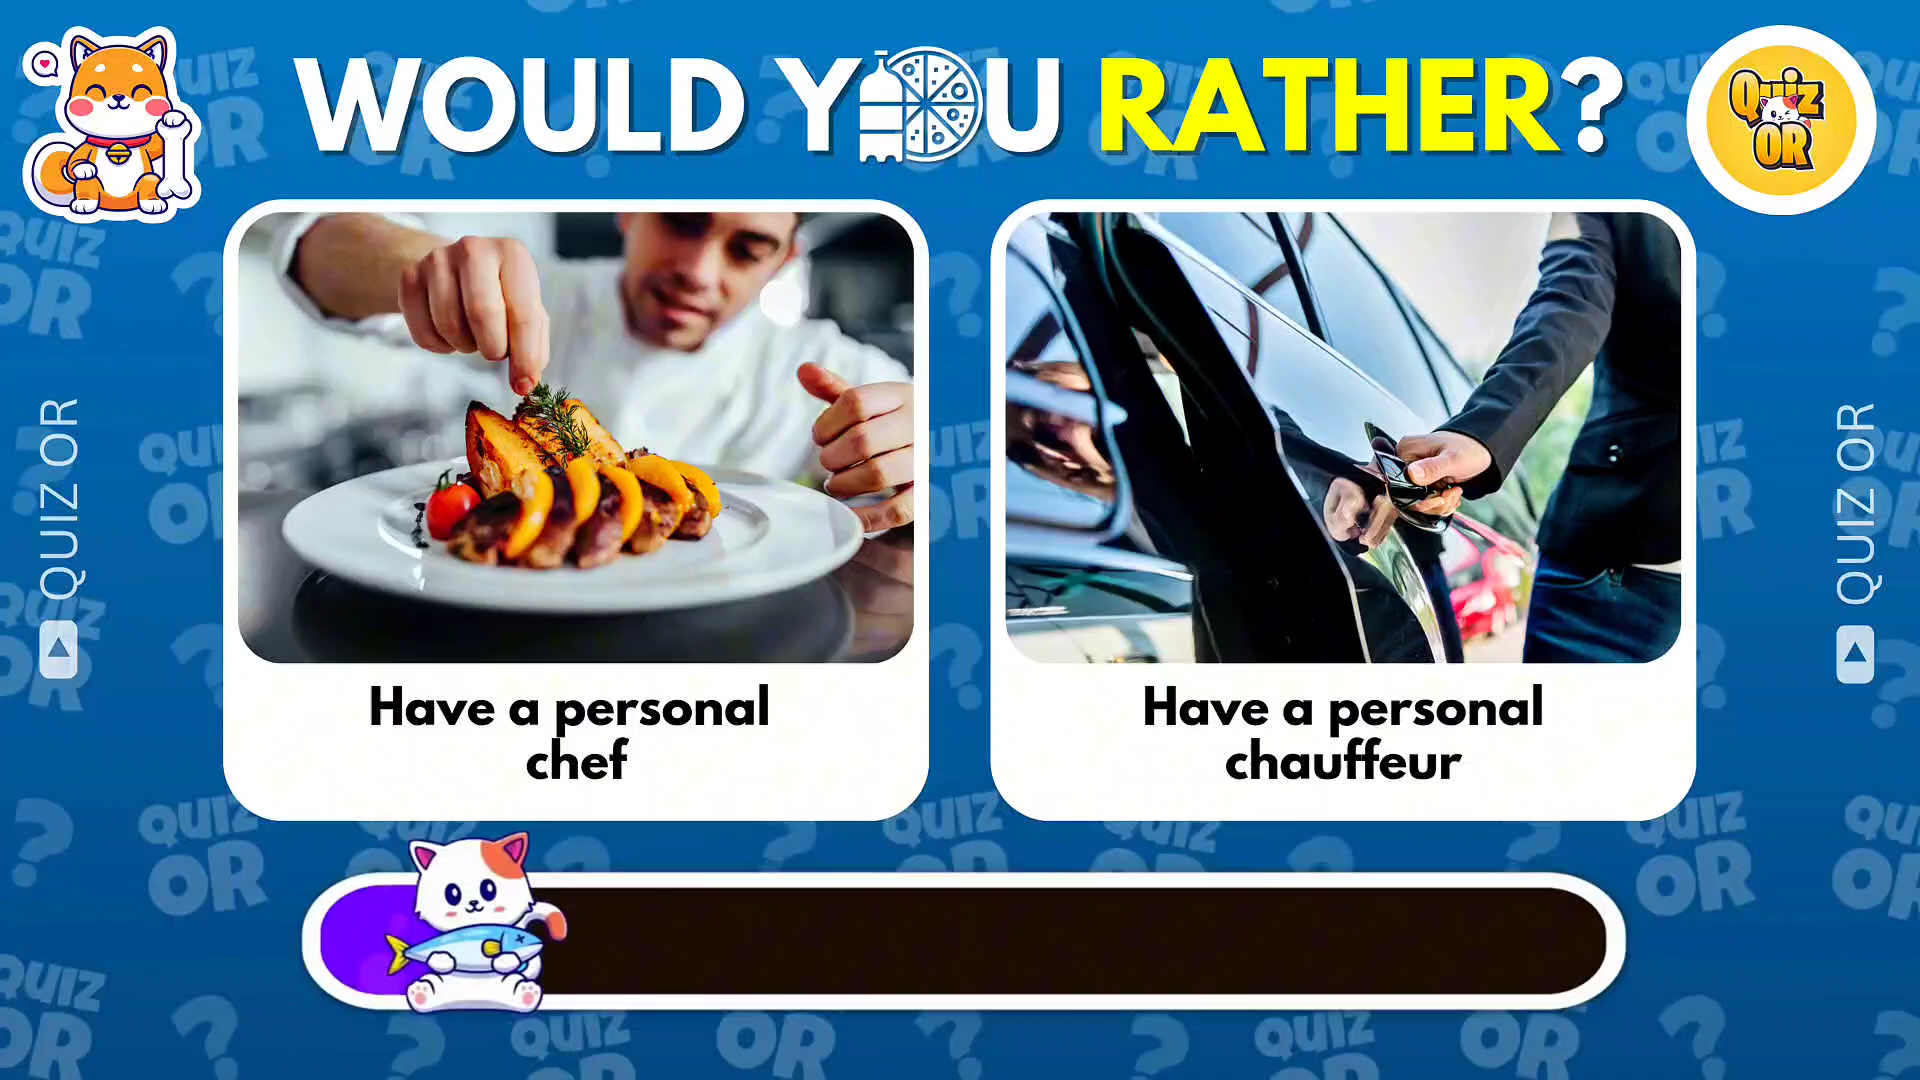 WOULD YOU RATHER?
Quiz
OR
Have a personal
chef
Have a personal
chauffeur
QUIZ OR
QUIZ OR